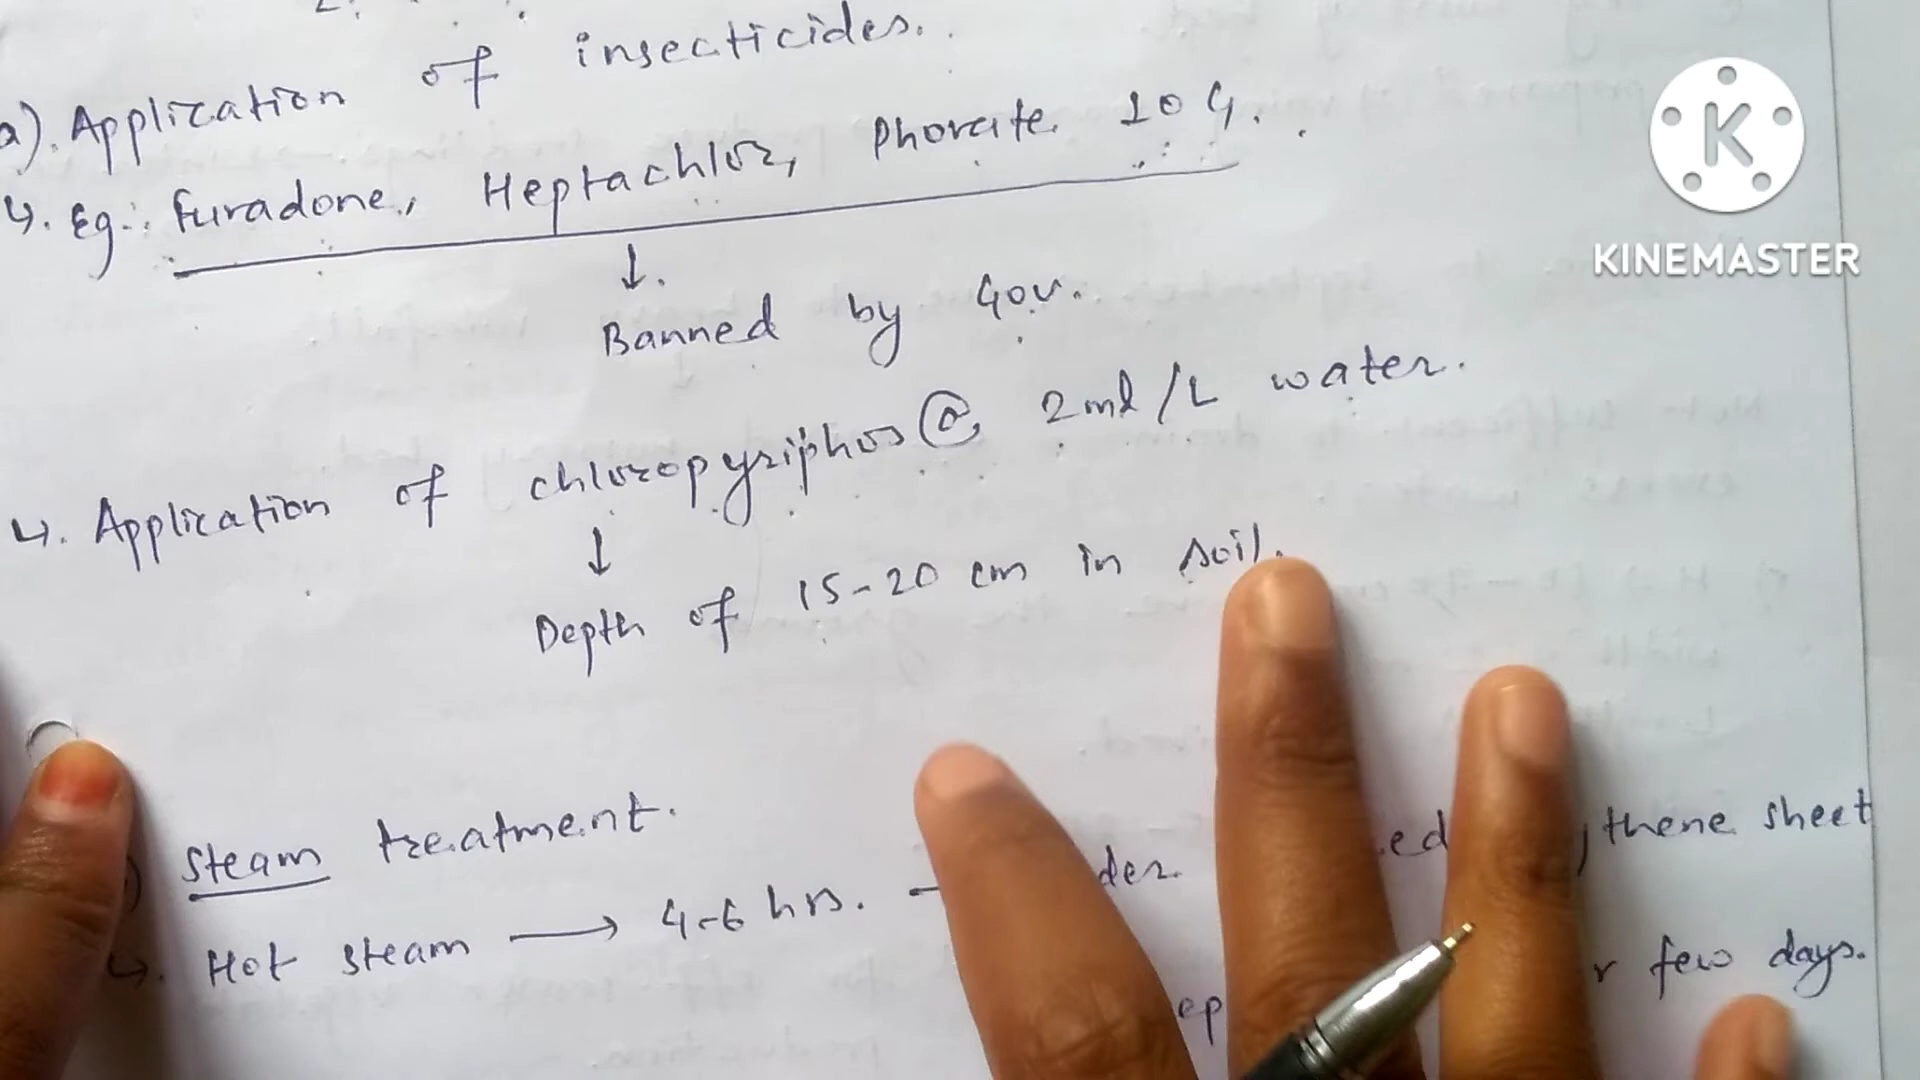 a). Application of insecticides.
↳. Eg:. furadone, Heptachlor, Phorate 10 G.
↓.
Banned by Gov.
↳. Application of chloropyriphos @ 2ml/L water.
↓
Depth of 15-20 cm in soil.
) Steam treatment.
↳. Hot steam → 4-6 hrs. thene sheet
few days.
K
KINEMASTER